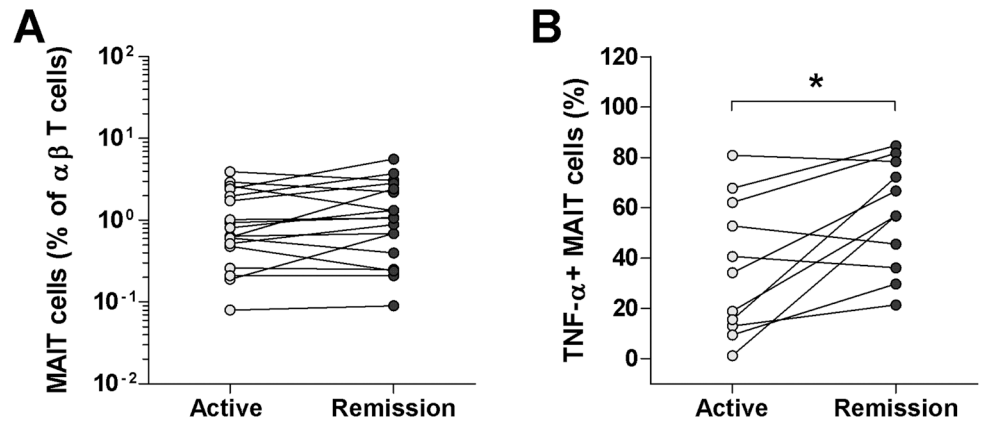 A
MAIT cells (% of αβ T cells)
10²
10¹
10⁰
10⁻¹
10⁻²
Active
Remission
B
TNF-α+ MAIT cells (%)
120
100
80
60
40
20
0
*
Active
Remission